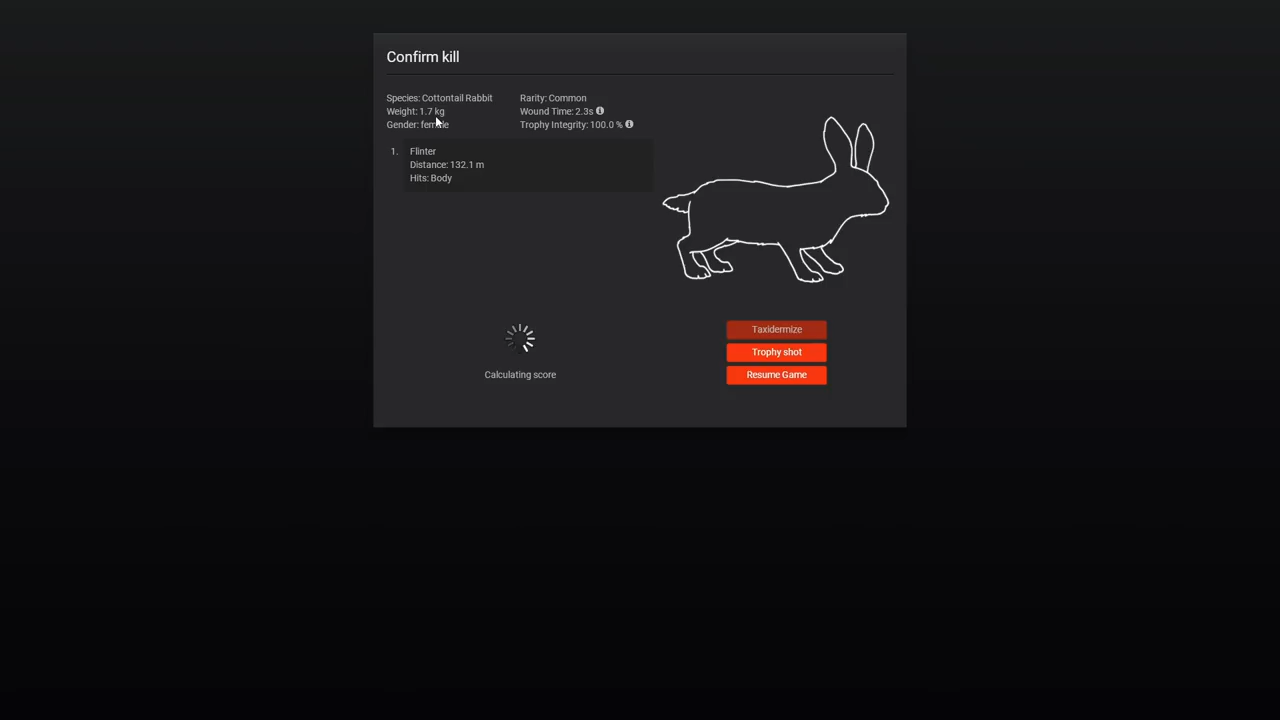 Confirm kill
Species: Cottontail Rabbit
Weight: 1.7 kg
Gender: female
Rarity: Common
Wound Time: 2.3s
Trophy Integrity: 100.0 %
1. Flinter
Distance: 132.1 m
Hits: Body
Calculating score
Taxidermize
Trophy shot
Resume Game